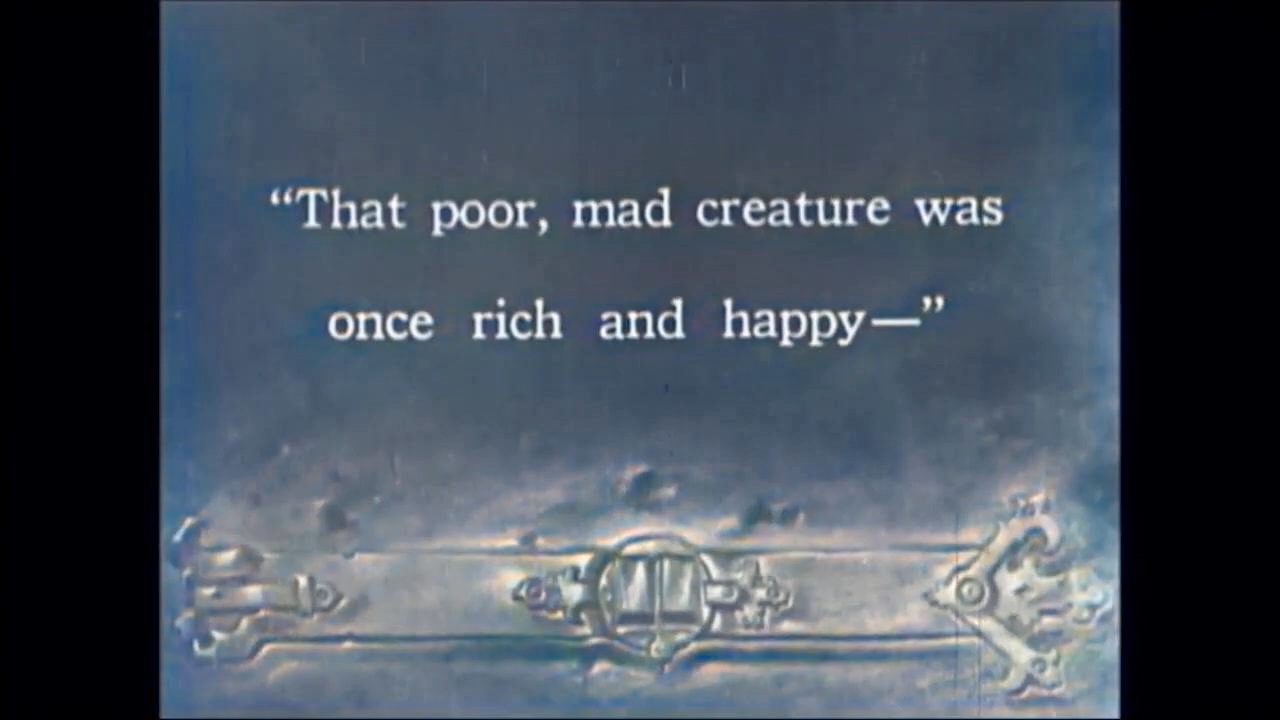 “That poor, mad creature was
once rich and happy—”